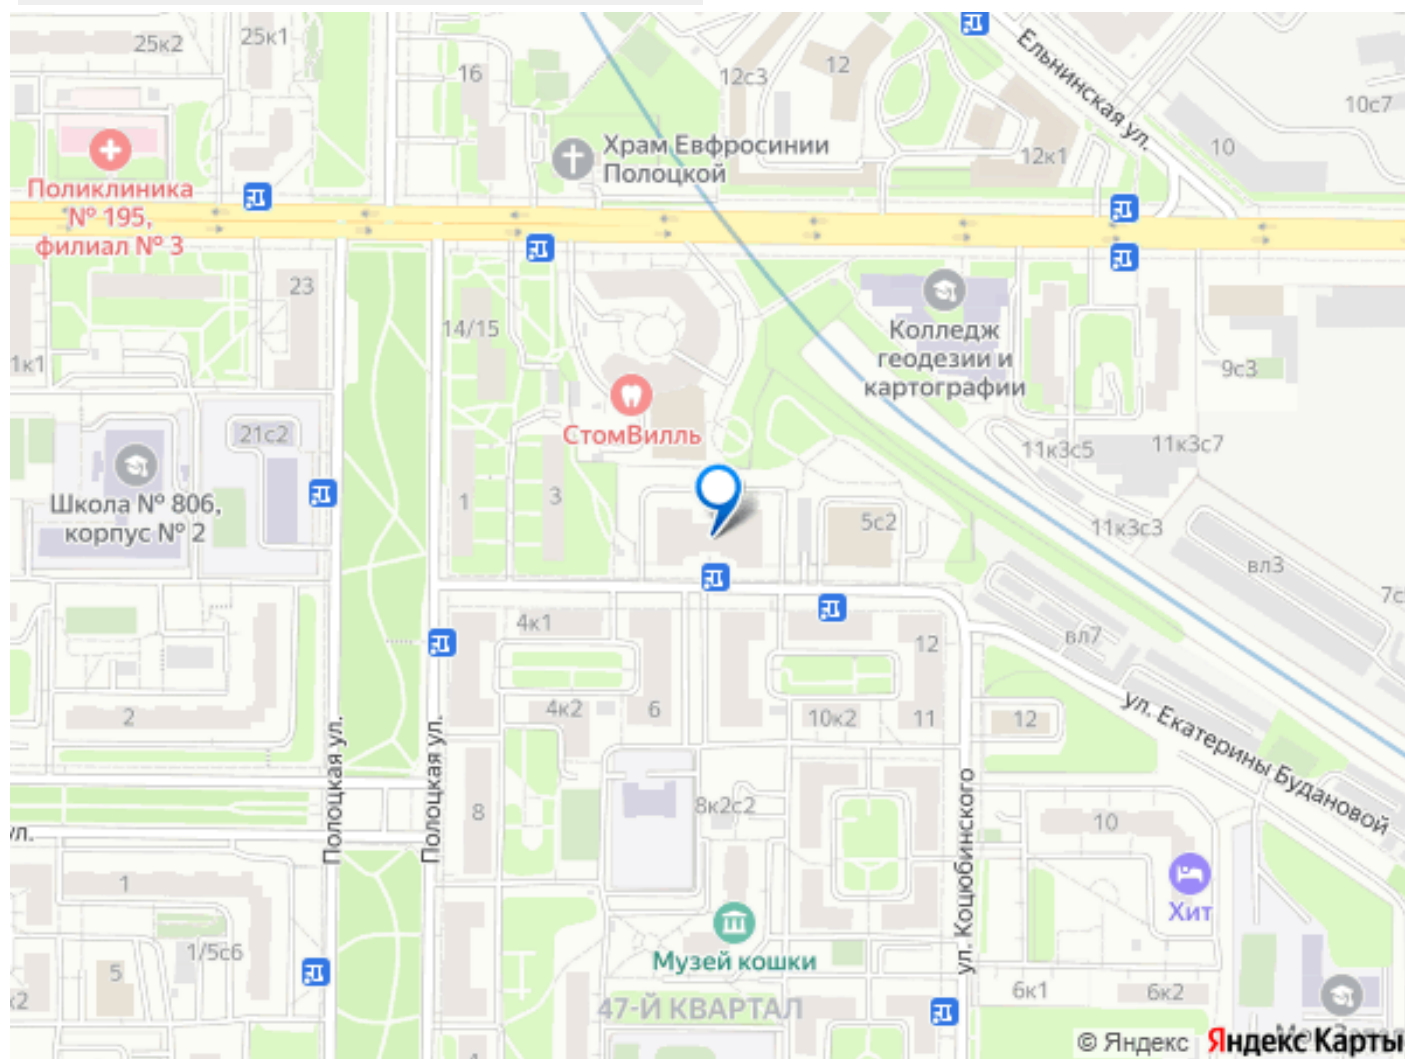 25к2
25к1
16
12с3
12
Ельнинская ул.
10с7
10
12к1
Храм Евфросинии
Полоцкой
Поликлиника
№ 195,
филиал № 3
23
14/15
Колледж
геодезии и
картографии
1к1
9с3
СтомВилль
21с2
11к3с5
11к3с7
Школа № 806,
корпус № 2
1
3
5с2
11к3с3
вл3
4к1
12
вл7
2
4к2
6
10к2
11
12
ул. Екатерины Будановой
Полоцкая ул.
Полоцкая ул.
8
8к2с2
10
ул. Коцюбинского
1
Хит
Музей кошки
1/5с6
5
6к1
6к2
47-Й КВАРТАЛ
© Яндекс
Яндекс Карты